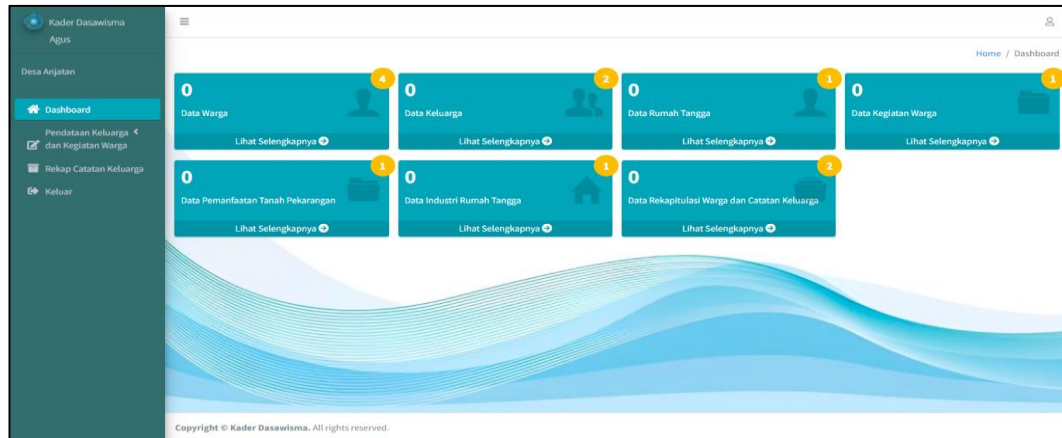 Kader Dasawisma
Agus
Desa Anjatan
Dashboard
Pendataan Keluarga
dan Kegiatan Warga
Rekap Catatan Keluarga
Keluar
Home / Dashboard
4
0
Data Warga
Lihat Selengkapnya
2
0
Data Keluarga
Lihat Selengkapnya
1
0
Data Rumah Tangga
Lihat Selengkapnya
1
0
Data Kegiatan Warga
Lihat Selengkapnya
1
0
Data Pemanfaatan Tanah Pekarangan
Lihat Selengkapnya
1
0
Data Industri Rumah Tangga
Lihat Selengkapnya
2
0
Data Rekapitulasi Warga dan Catatan Keluarga
Lihat Selengkapnya
Copyright © Kader Dasawisma. All rights reserved.